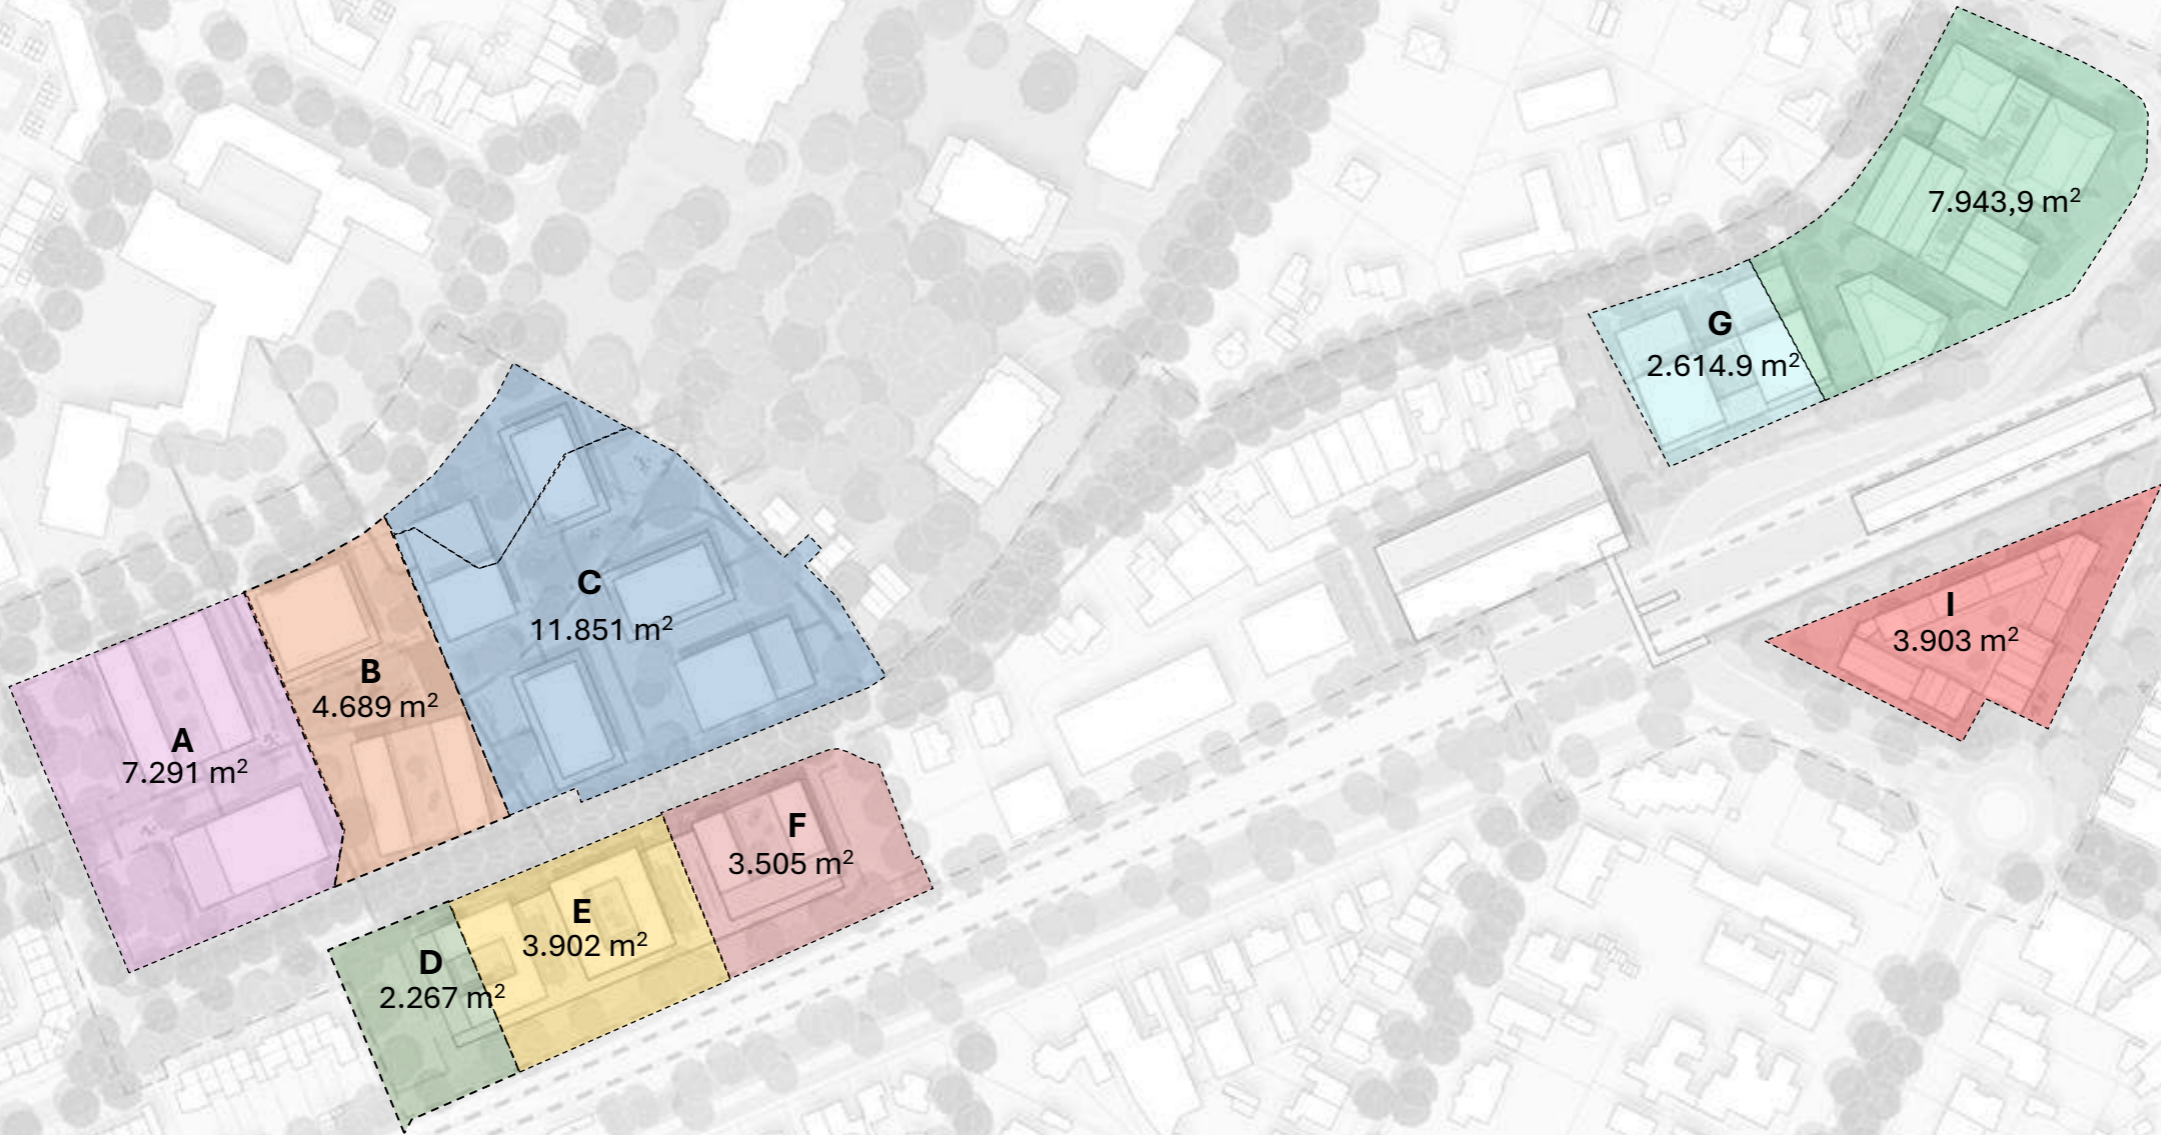 7.943,9 m²
G
2.614.9 m²
C
11.851 m²
I
3.903 m²
B
4.689 m²
A
7.291 m²
F
3.505 m²
E
3.902 m²
D
2.267 m²